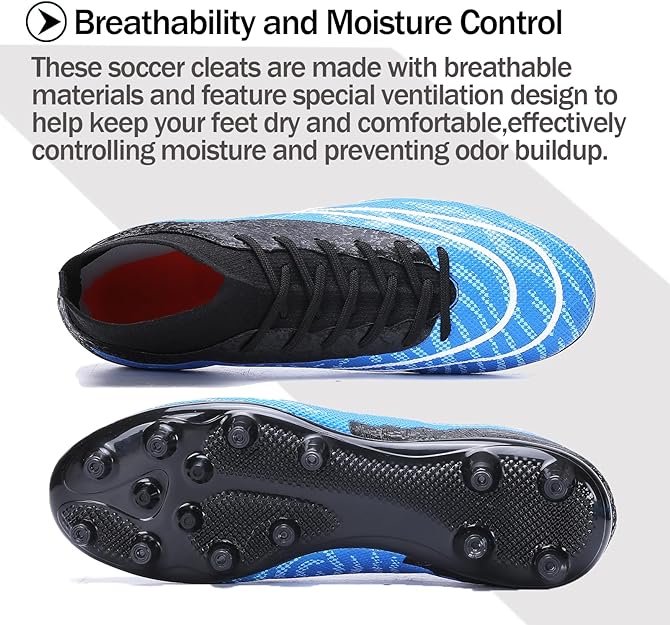 Breathability and Moisture Control
These soccer cleats are made with breathable
materials and feature special ventilation design to
help keep your feet dry and comfortable,effectively
controlling moisture and preventing odor buildup.